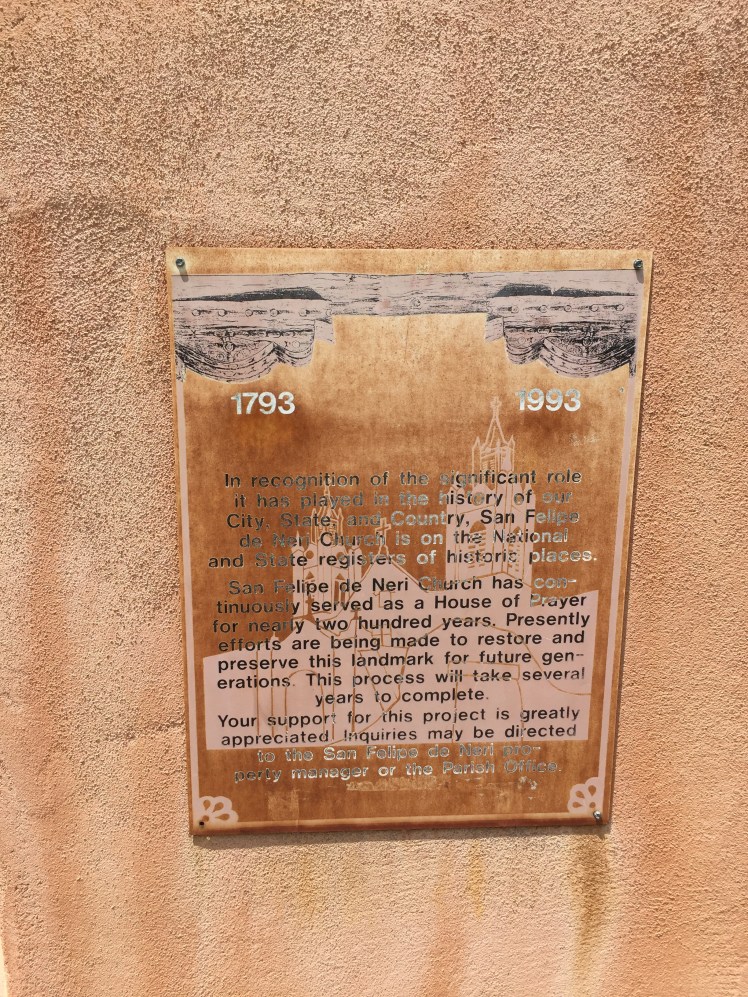 1793 1993
In recognition of the significant role
it has played in the history of our
City, State, and Country, San Felipe
de Neri Church is on the National
and State registers of historic places.
San Felipe de Neri Church has con-
tinuously served as a House of Prayer
for nearly two hundred years. Presently
efforts are being made to restore and
preserve this landmark for future gen-
erations. This process will take several
years to complete.
Your support for this project is greatly
appreciated. Inquiries may be directed
to the San Felipe de Neri pro-
perty manager or the Parish Office.